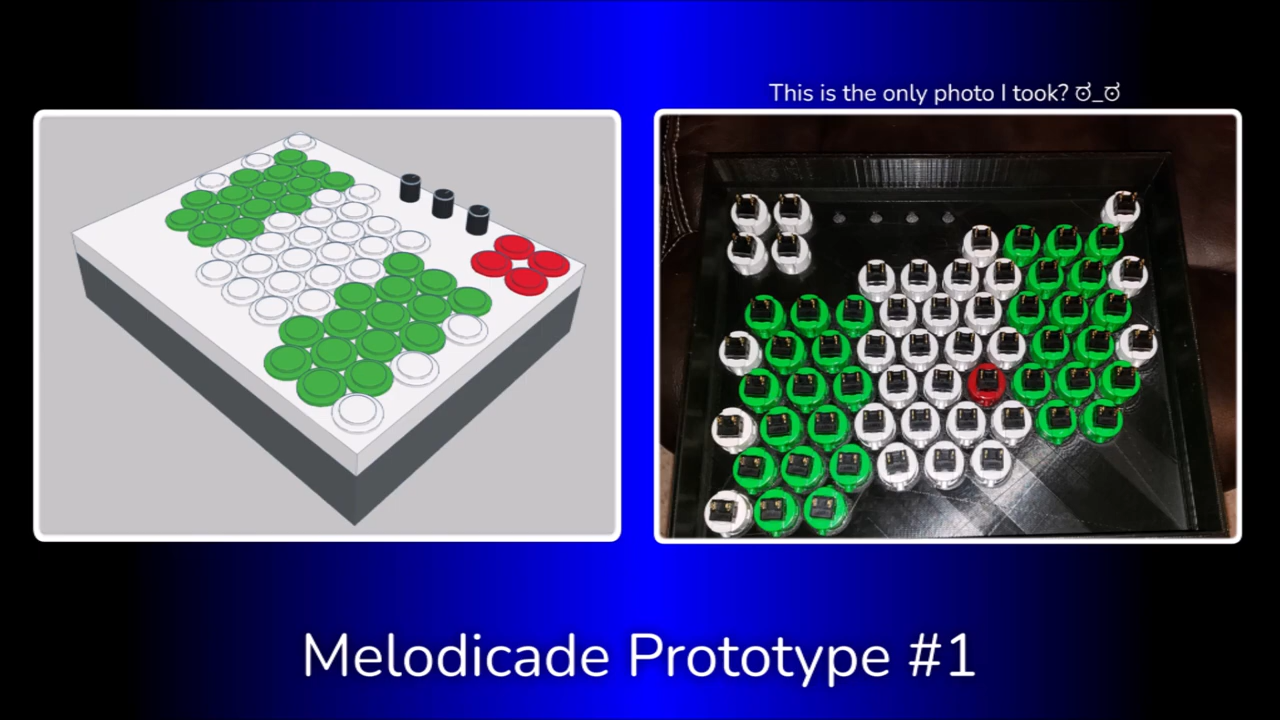 This is the only photo I took? ಠ_ಠ
Melodicade Prototype #1